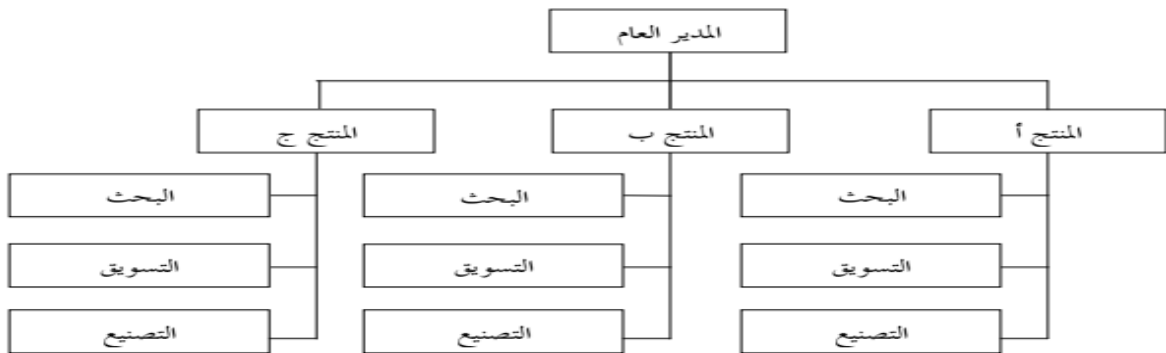 المدير العام
المنتج أ
المنتج ب
المنتج ج
البحث
البحث
البحث
التسويق
التسويق
التسويق
التصنيع
التصنيع
التصنيع